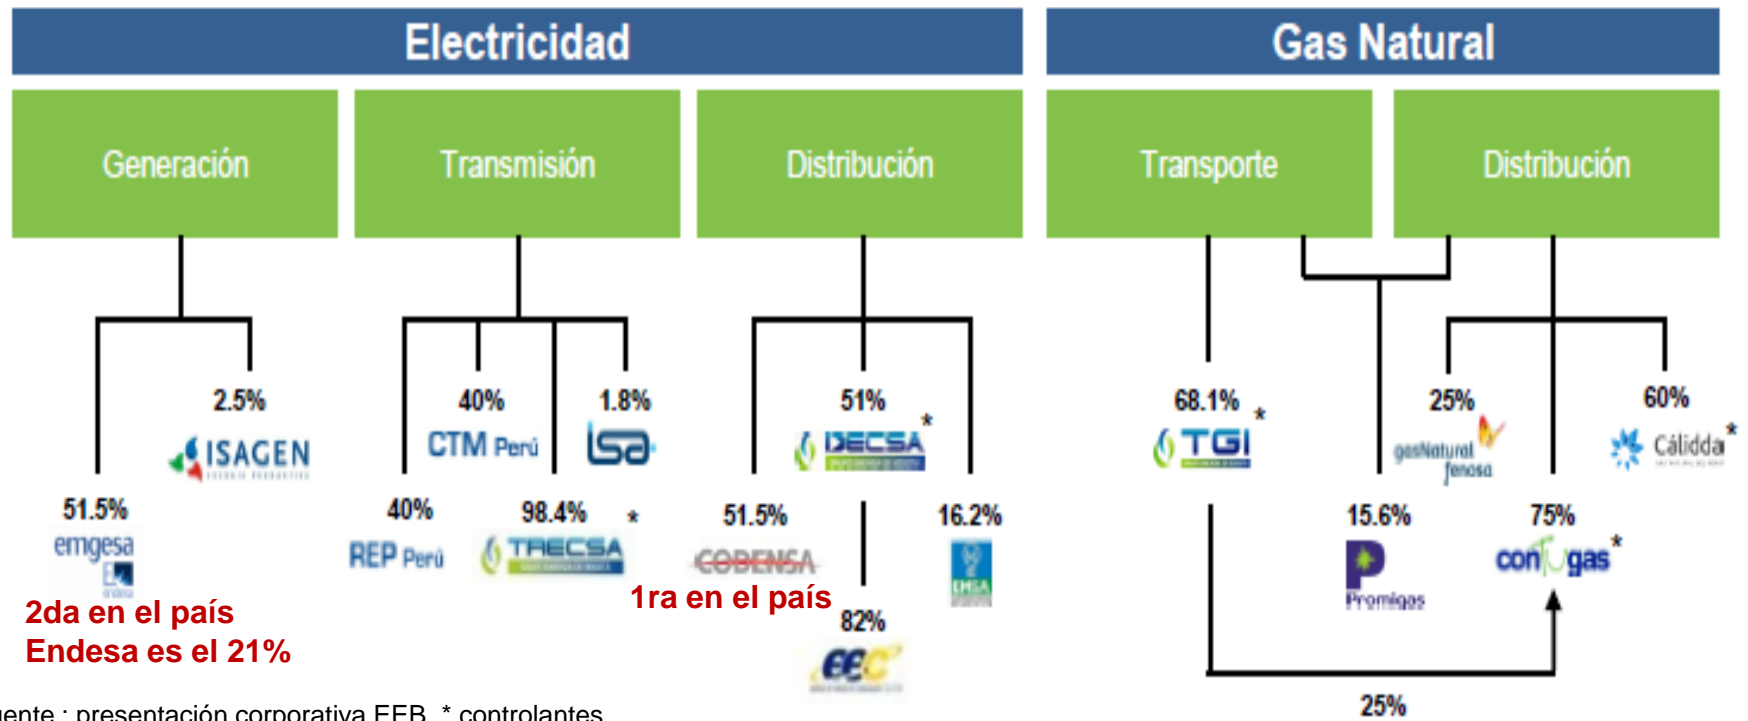 Electricidad
Gas Natural
Generación
Transmisión
Distribución
Transporte
Distribución
2.5%
ISAGEN
51.5%
emgesa
endesa
2da en el país
Endesa es el 21%
40%
CTM Perú
1.8%
isa
40%
REP Perú
98.4% *
TRECSA
51% *
DECSA
51.5%
CODENSA
1ra en el país
16.2%
EMSA
82%
EEC
68.1% *
TGI
25%
gasNatural
fenosa
60% *
Cálidda
15.6%
Promigas
75%
conTugas *
25%
: presentación corporativa EEB. * controlantes